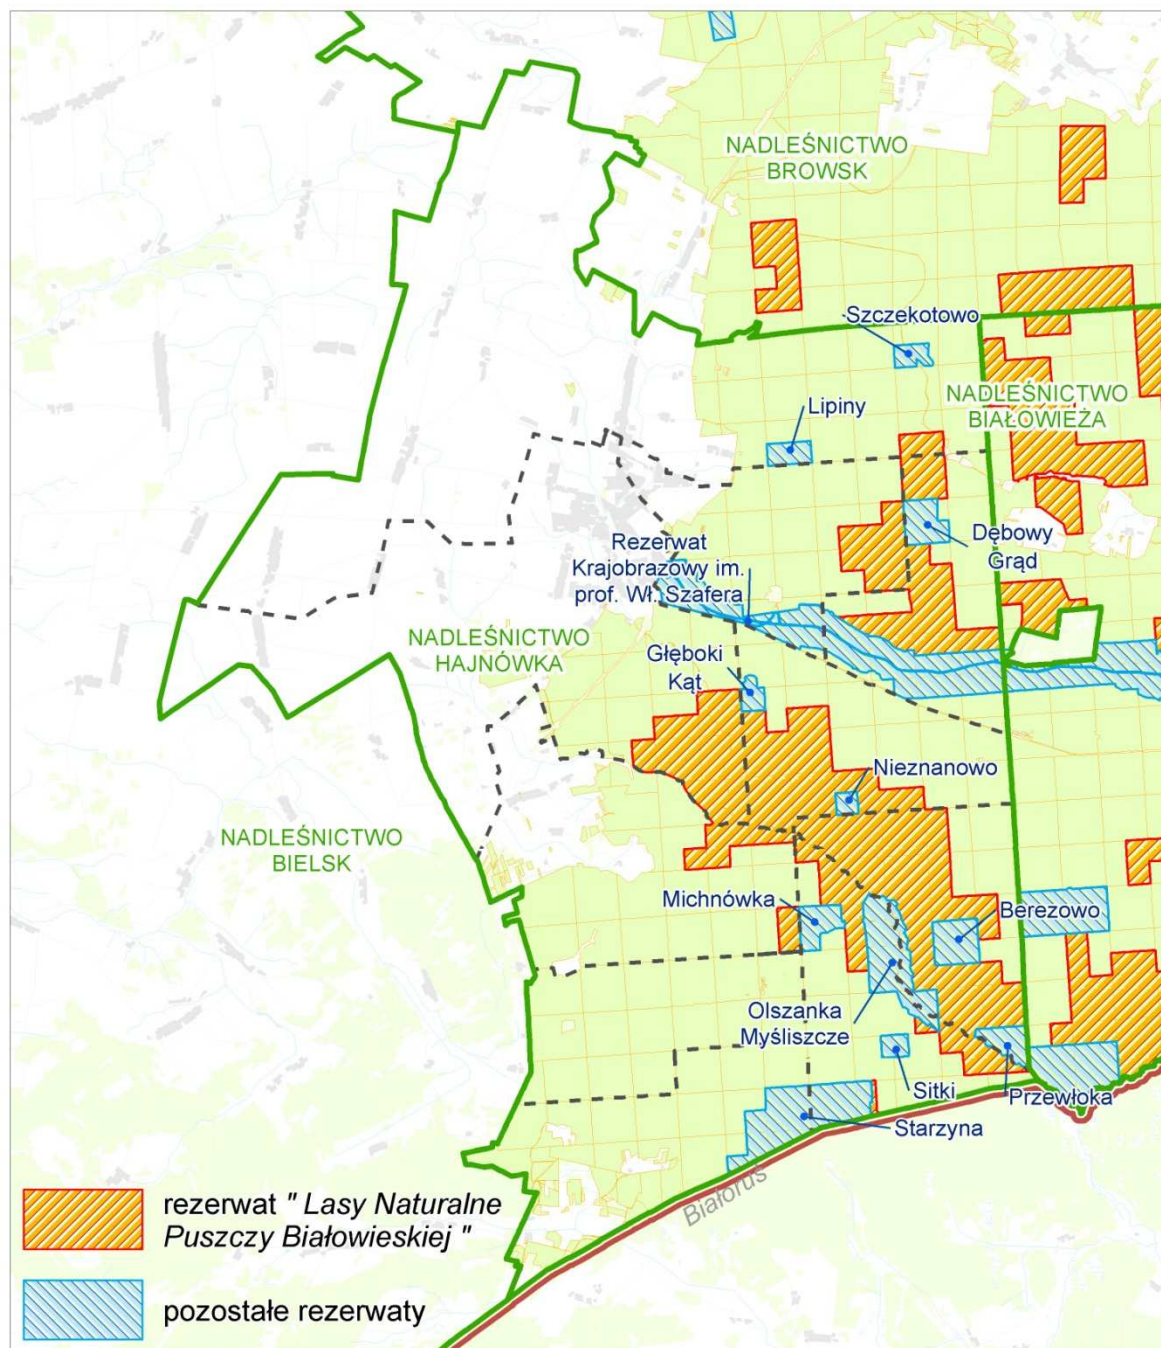 NADLEŚNICTWO
BROWSK
Szczekotowo
NADLEŚNICTWO
BIAŁOWIEŻA
Lipiny
Dębowy
Grąd
Rezerwat
Krajobrazowy im.
prof. Wł. Szafera
NADLEŚNICTWO
HAJNÓWKA
Głęboki
Kąt
Nieznanowo
NADLEŚNICTWO
BIELSK
Michnówka
Berezowo
Olszanka
Myśliszcze
Sitki
Przewłoka
Starzyna
Białoruś
rezerwat " Lasy Naturalne
Puszczy Białowieskiej "
pozostałe rezerwaty